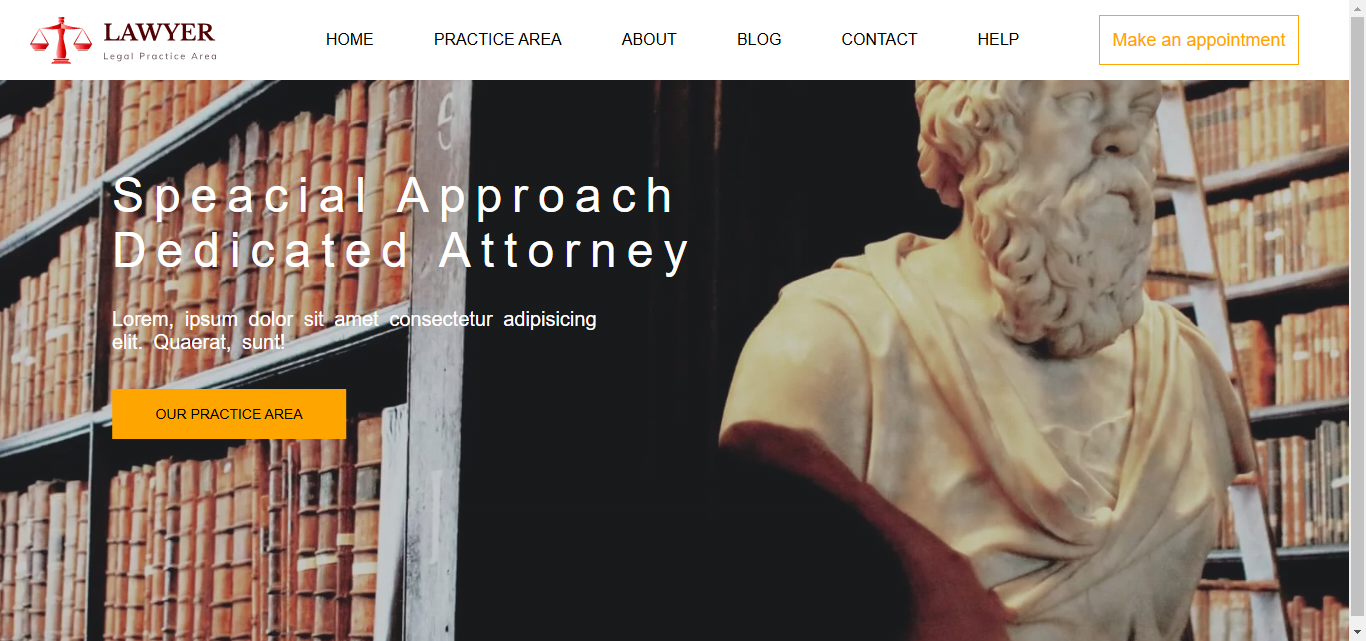 LAWYER
Legal Practice Area
HOME
PRACTICE AREA
ABOUT
BLOG
CONTACT
HELP
Make an appointment
Speacial Approach
Dedicated Attorney
Lorem, ipsum dolor sit amet consectetur adipisicing
elit. Quaerat, sunt!
OUR PRACTICE AREA